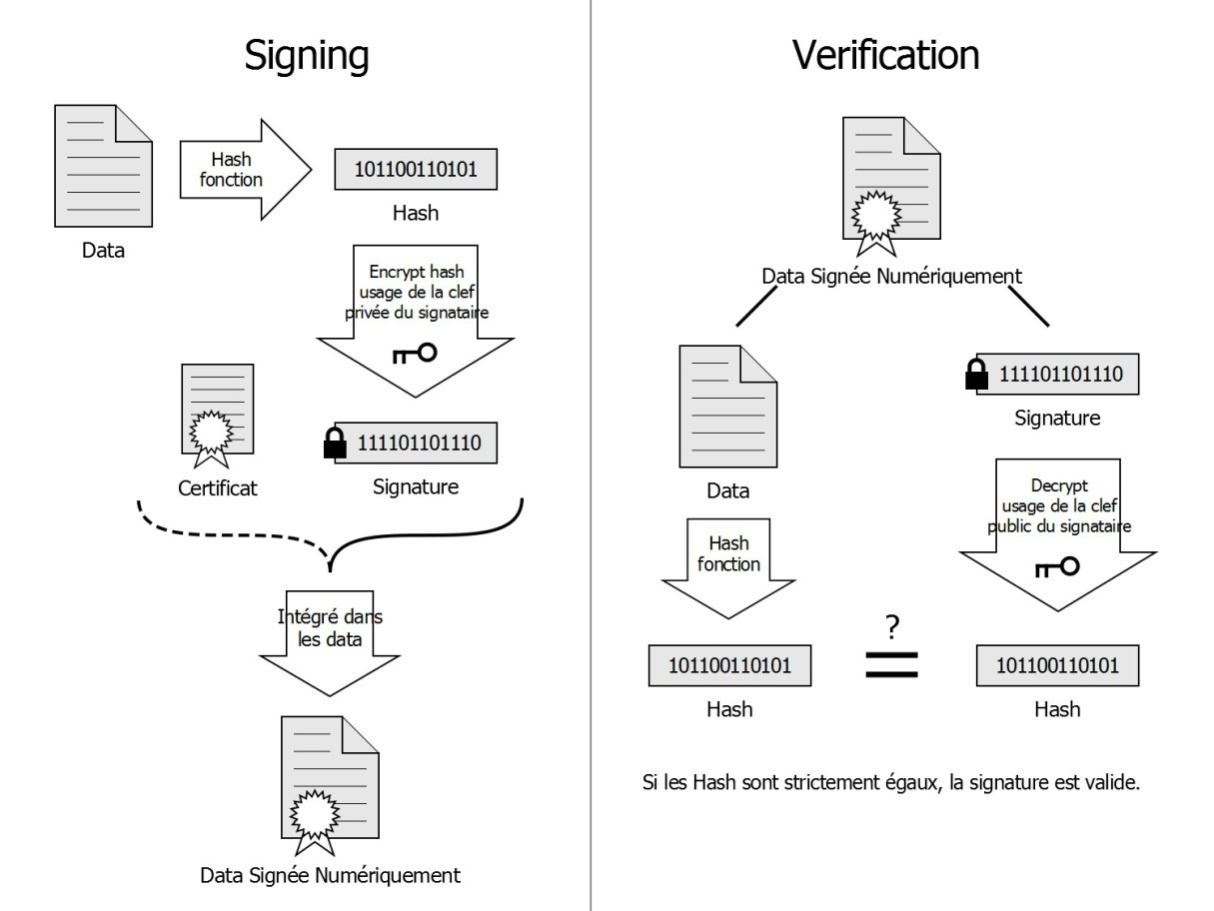 Signing
Data
Hash
fonction
101100110101
Hash
Encrypt hash
usage de la clef
privée du signataire
Certificat
111101101110
Signature
Intégré dans
les data
Data Signée Numériquement
Verification
Data Signée Numériquement
Data
111101101110
Signature
Hash
fonction
Decrypt
usage de la clef
public du signataire
101100110101
Hash
?
=
101100110101
Hash
Si les Hash sont strictement égaux, la signature est valide.